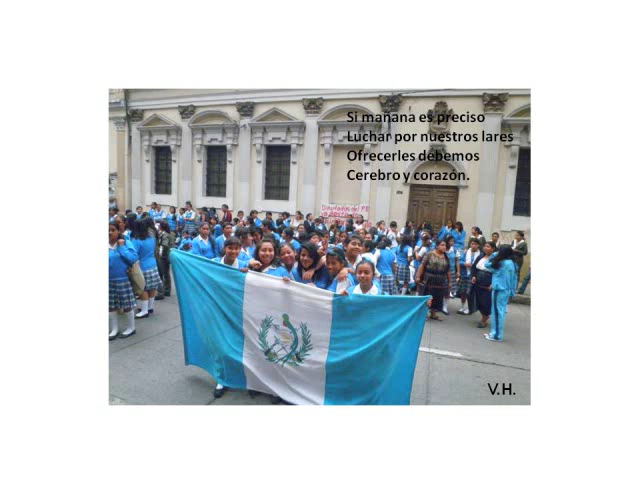 Si mañana es preciso
Luchar por nuestros lares
Ofrecerles debemos
Cerebro y corazón.
V.H.